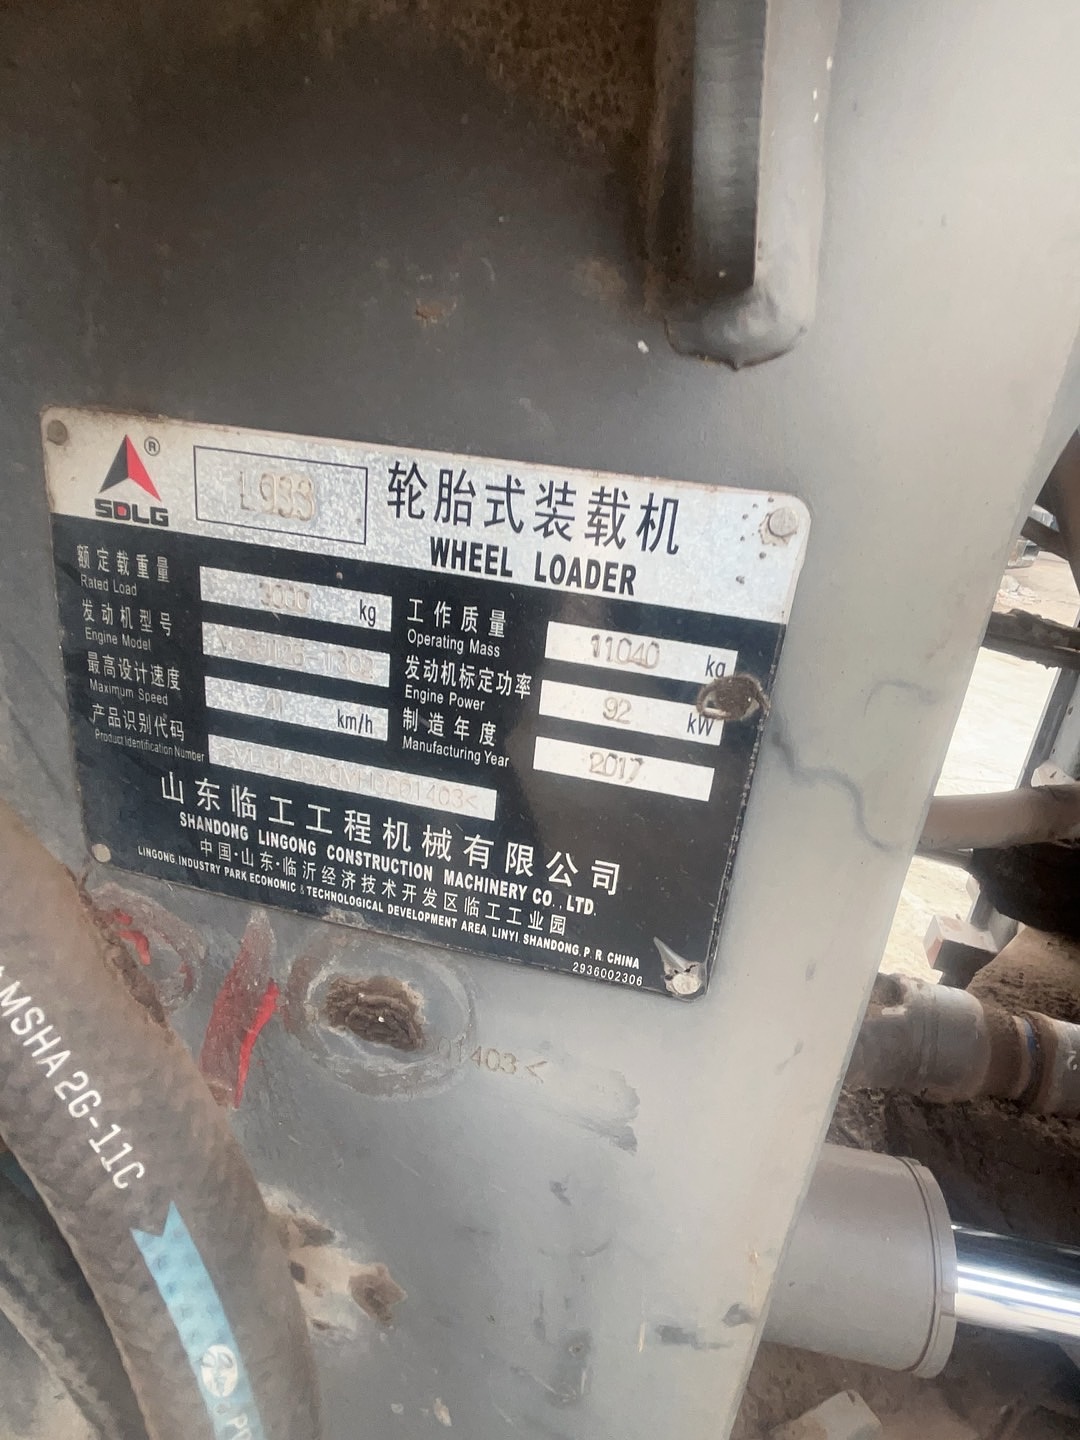 ®
SDLG
L933
轮胎式装载机
WHEEL LOADER
额定载重量
Rated Load
kg
工作质量
Operating Mass
11040 kg
发动机型号
Engine Model
发动机标定功率
Engine Power
92 kW
最高设计速度
Maximum Speed
km/h
制造年度
Manufacturing Year
2017
产品识别代码
Product Identification Number
山东临工工程机械有限公司
SHANDONG LINGONG CONSTRUCTION MACHINERY CO., LTD.
中国·山东·临沂经济技术开发区临工工业园
LINGONG INDUSTRY PARK ECONOMIC & TECHNOLOGICAL DEVELOPMENT AREA, LINYI, SHANDONG, P. R. CHINA
2936002306
01403<
MSHA 2G-11C